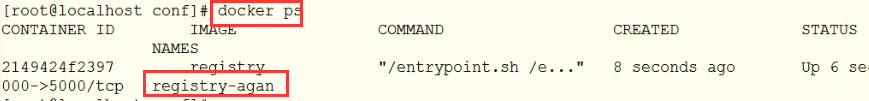 [root@localhost conf]# docker ps
CONTAINER ID IMAGE COMMAND CREATED STATUS
NAMES
2149424f2397 registry "/entrypoint.sh /e..." 8 seconds ago Up 6 s
000->5000/tcp registry-agan